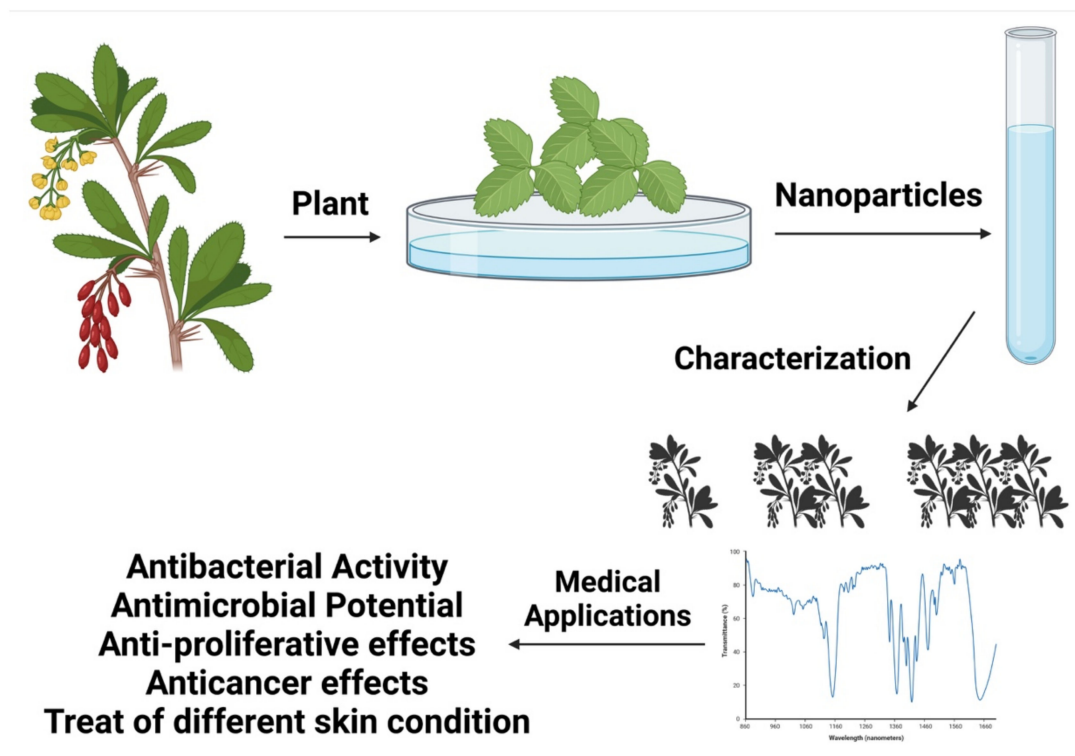 Plant
Nanoparticles
Characterization
Medical
Applications
Antibacterial Activity
Antimicrobial Potential
Anti-proliferative effects
Anticancer effects
Treat of different skin condition
100
80
60
40
20
0
Transmittance (%)
860 960 1060 1160 1260 1360 1460 1560 1660
Wavelength (nanometers)